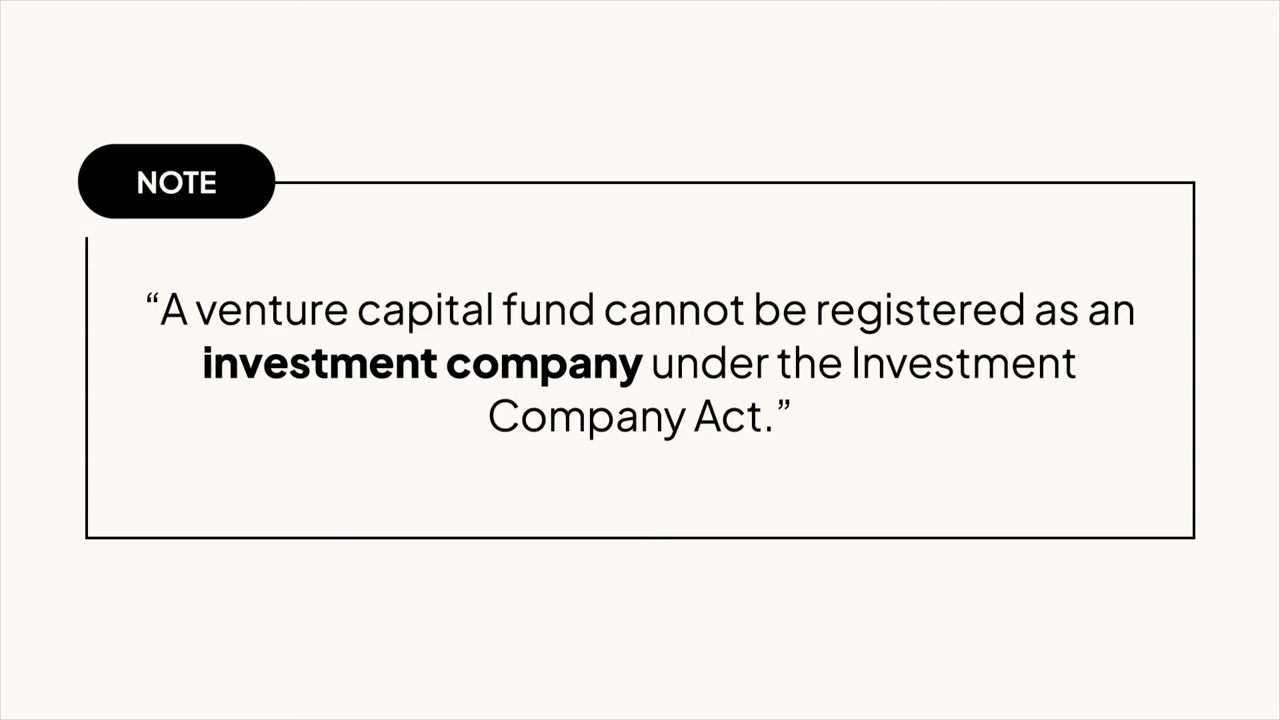 NOTE
“A venture capital fund cannot be registered as an
investment company under the Investment
Company Act.”